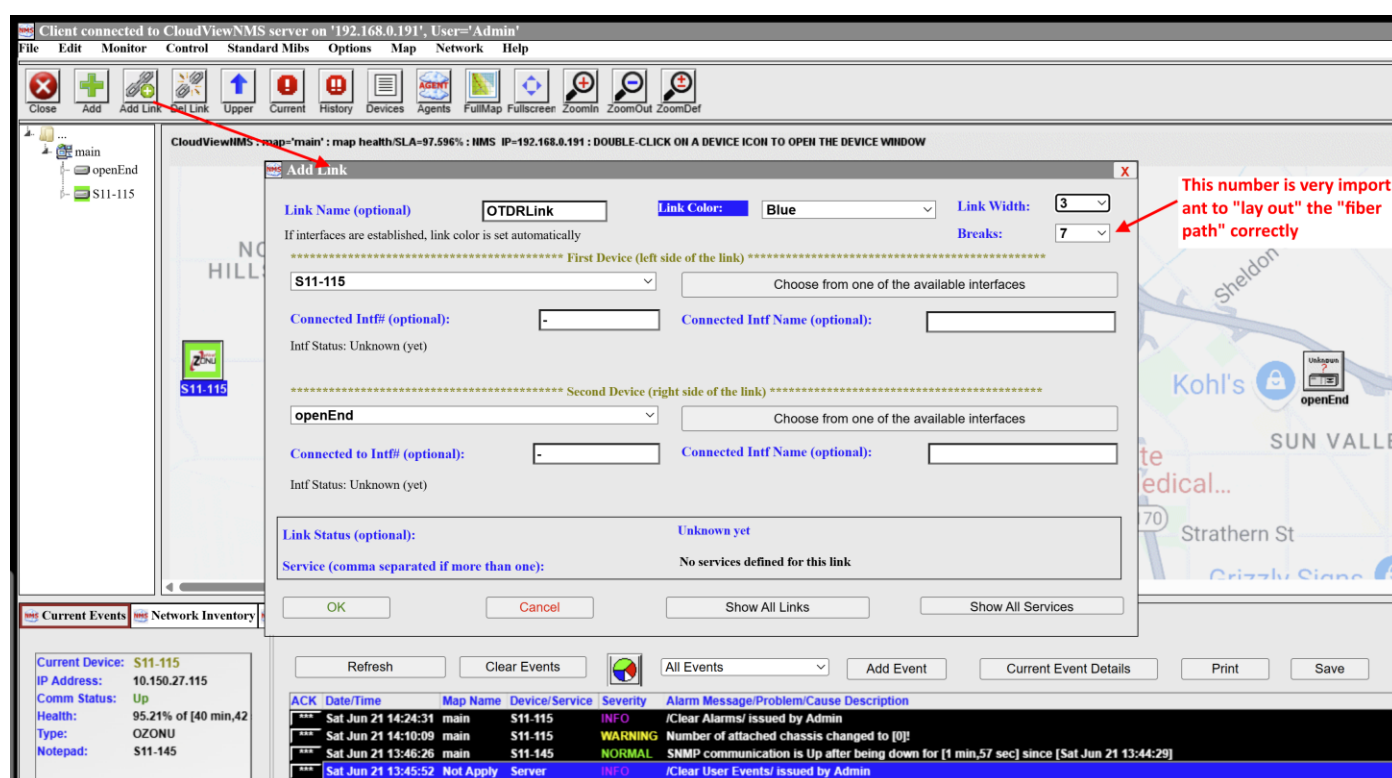 Client connected to CloudViewNMS server on '192.168.0.191', User='Admin'
File Edit Monitor Control Standard Mibs Options Map Network Help
Close Add Add Link Del Link Upper Current History Devices Agents FullMap Fullscreen ZoomIn ZoomOut ZoomDef
...
main
openEnd
S11-115
CloudViewNMS : map='main' : map health/SLA=97.596% : NMS IP=192.168.0.191 : DOUBLE-CLICK ON A DEVICE ICON TO OPEN THE DEVICE WINDOW
Add Link X
Link Name (optional) OTDRLink Link Color: Blue Link Width: 3
If interfaces are established, link color is set automatically Breaks: 7
This number is very import
ant to "lay out" the "fiber
path" correctly
******************************************* First Device (left side of the link) ***********************************************
S11-115 Choose from one of the available interfaces
Connected Intf# (optional): - Connected Intf Name (optional):
Intf Status: Unknown (yet)
******************************************* Second Device (right side of the link) *******************************************
openEnd Choose from one of the available interfaces
Connected to Intf# (optional): - Connected Intf Name (optional):
Intf Status: Unknown (yet)
Link Status (optional): Unknown yet
Service (comma separated if more than one): No services defined for this link
OK Cancel Show All Links Show All Services
HILL
S11-115
Sheldon
Kohl's
Unknown
?
openEnd
SUN VALLE
edical...
170
Strathern St
Grizzly Signs
Current Events Network Inventory
Current Device: S11-115
IP Address: 10.150.27.115
Comm Status: Up
Health: 95.21% of [40 min,42
Type: OZONU
Notepad: S11-145
Refresh Clear Events All Events Add Event Current Event Details Print Save
ACK Date/Time Map Name Device/Service Severity Alarm Message/Problem/Cause Description
*** Sat Jun 21 14:24:31 main S11-115 INFO /Clear Alarms/ issued by Admin
*** Sat Jun 21 14:10:09 main S11-115 WARNING Number of attached chassis changed to [0]!
*** Sat Jun 21 13:46:26 main S11-145 NORMAL SNMP communication is Up after being down for [1 min,57 sec] since [Sat Jun 21 13:44:29]
*** Sat Jun 21 13:45:52 Not Apply Server INFO /Clear User Events/ issued by Admin